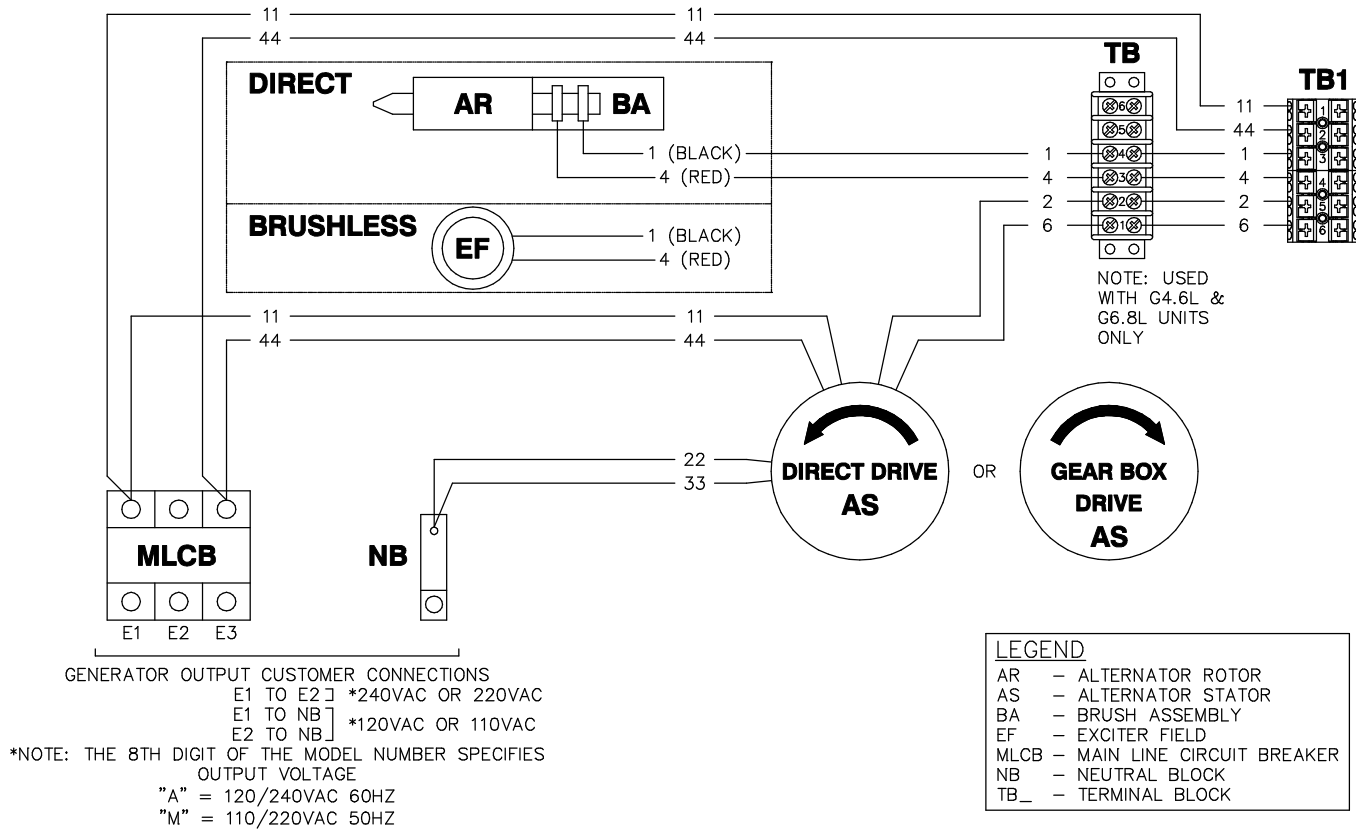 11 11
44 44
TB
TB1
DIRECT
AR BA
6
5
4
3
2
1
11
44
1
4
2
6
1
2
3
4
5
6
1 (BLACK) 1
4 (RED) 4
2
6
BRUSHLESS
EF
1 (BLACK)
4 (RED)
NOTE: USED
WITH G4.6L &
G6.8L UNITS
ONLY
11 11
44 44
22
33
DIRECT DRIVE
AS
OR
GEAR BOX
DRIVE
AS
MLCB
NB
E1 E2 E3
GENERATOR OUTPUT CUSTOMER CONNECTIONS
E1 TO E2 *240VAC OR 220VAC
E1 TO NB
E2 TO NB
*120VAC OR 110VAC
*NOTE: THE 8TH DIGIT OF THE MODEL NUMBER SPECIFIES
OUTPUT VOLTAGE
"A" = 120/240VAC 60HZ
"M" = 110/220VAC 50HZ
LEGEND
AR – ALTERNATOR ROTOR
AS – ALTERNATOR STATOR
BA – BRUSH ASSEMBLY
EF – EXCITER FIELD
MLCB – MAIN LINE CIRCUIT BREAKER
NB – NEUTRAL BLOCK
TB_ – TERMINAL BLOCK